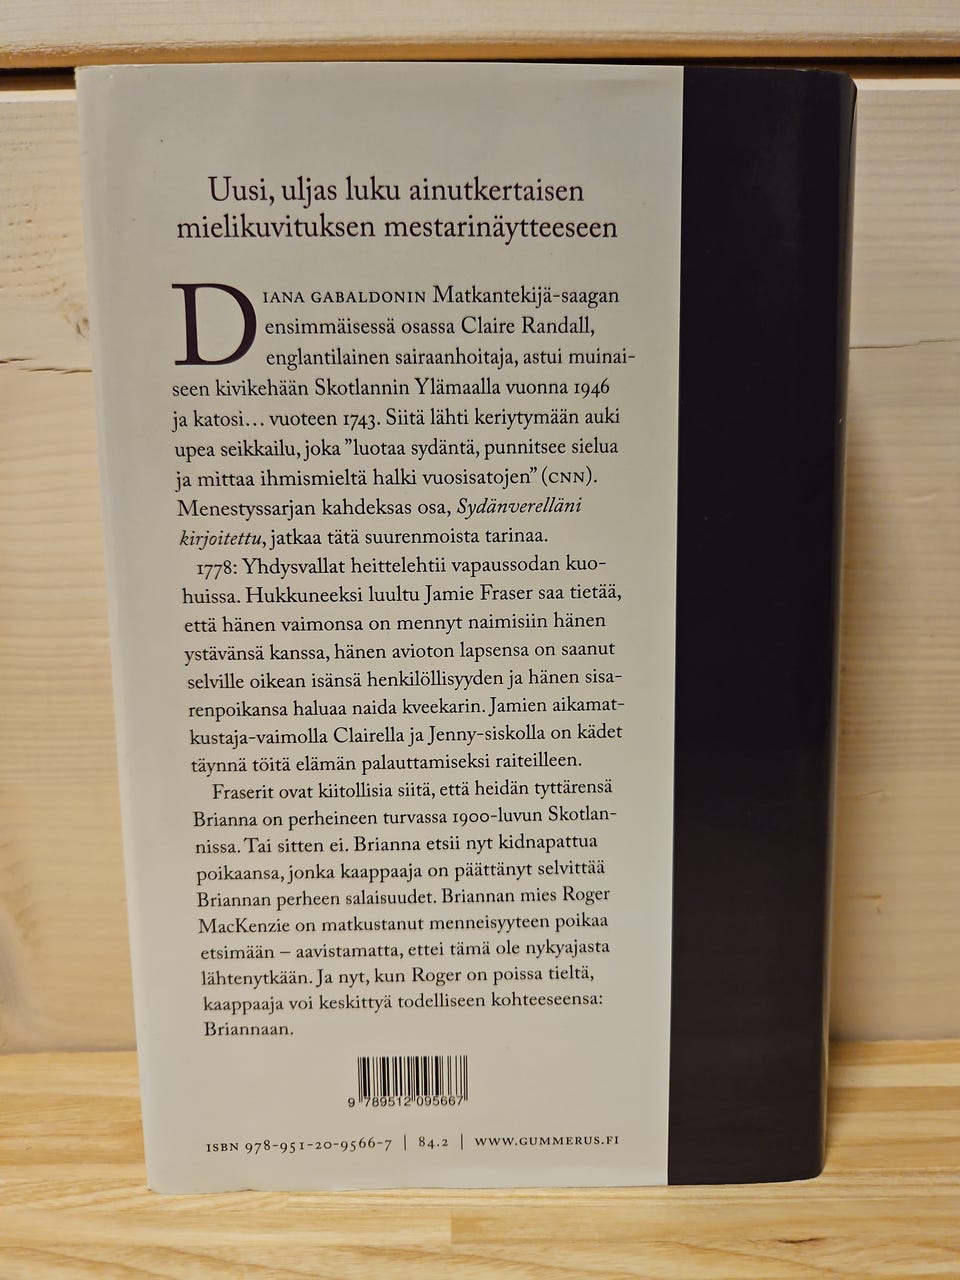 Uusi, uljas luku ainutkertaisen
mielikuvituksen mestarinäytteeseen
DIANA GABALDONIN Matkantekijä-saagan
ensimmäisessä osassa Claire Randall,
englantilainen sairaanhoitaja, astui muinai-
seen kivikehään Skotlannin Ylämaalla vuonna 1946
ja katosi... vuoteen 1743. Siitä lähti keriytymään auki
upea seikkailu, joka ”luotaa sydäntä, punnitsee sielua
ja mittaa ihmismieltä halki vuosisatojen” (CNN).
Menestyssarjan kahdeksas osa, Sydänverelläni
kirjoitettu, jatkaa tätä suurenmoista tarinaa.
1778: Yhdysvallat heittelehtii vapaussodan kuo-
huissa. Hukkuneeksi luultu Jamie Fraser saa tietää,
että hänen vaimonsa on mennyt naimisiin hänen
ystävänsä kanssa, hänen avioton lapsensa on saanut
selville oikean isänsä henkilöllisyyden ja hänen sisa-
renpoikansa haluaa naida kveekarin. Jamien aikamat-
kustaja-vaimolla Clairella ja Jenny-siskolla on kädet
täynnä töitä elämän palauttamiseksi raiteilleen.
Fraserit ovat kiitollisia siitä, että heidän tyttärensä
Brianna on perheineen turvassa 1900-luvun Skotlan-
nissa. Tai sitten ei. Brianna etsii nyt kidnapattua
poikaansa, jonka kaappaaja on päättänyt selvittää
Briannan perheen salaisuudet. Briannan mies Roger
MacKenzie on matkustanut menneisyyteen poikaa
etsimään – aavistamatta, ettei tämä ole nykyajasta
lähtenytkään. Ja nyt, kun Roger on poissa tieltä,
kaappaaja voi keskittyä todelliseen kohteeseensa:
Briannaan.
9 789512 095667
ISBN 978-951-20-9566-7 | 84.2 | WWW.GUMMERUS.FI